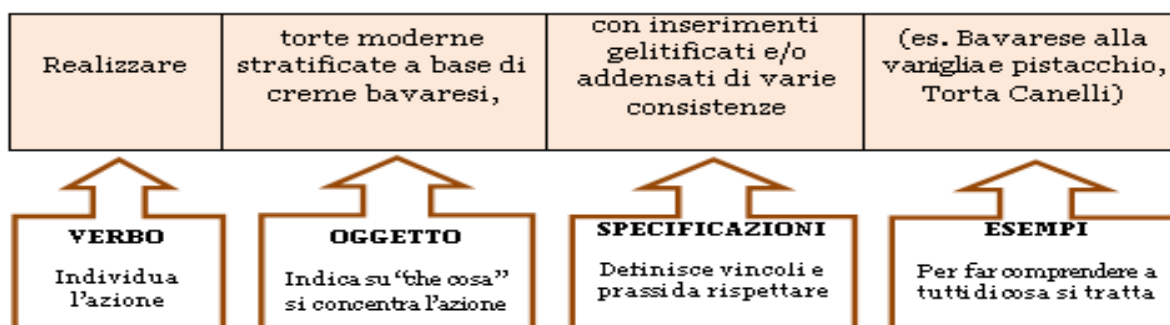 Realizzare
torte moderne
stratificate a base di
creme bavaresi,
con inserimenti
gelitificati e/o
addensati di varie
consistenze
(es. Bavarese alla
vaniglia e pistacchio,
Torta Canelli)
VERBO
Individua
l'azione
OGGETTO
Indica su "che cosa"
si concentra l'azione
SPECIFICAZIONI
Definisce vincoli e
prassi da rispettare
ESEMPI
Per far comprendere a
tutti di cosa si tratta